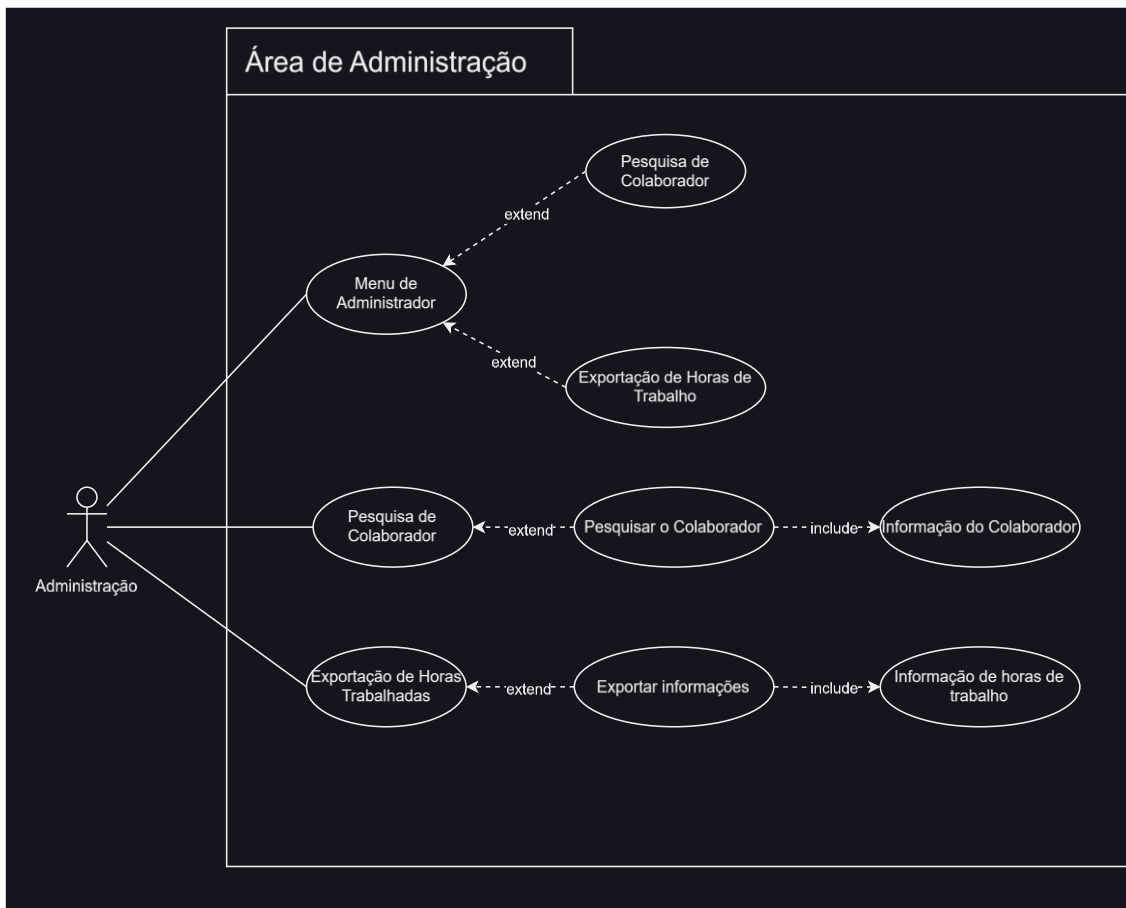 Área de Administração
Pesquisa de
Colaborador
extend
Menu de
Administrador
extend
Exportação de Horas de
Trabalho
Pesquisa de
Colaborador
extend
Pesquisar o Colaborador
include
Informação do Colaborador
Administração
Exportação de Horas
Trabalhadas
extend
Exportar informações
include
Informação de horas de
trabalho